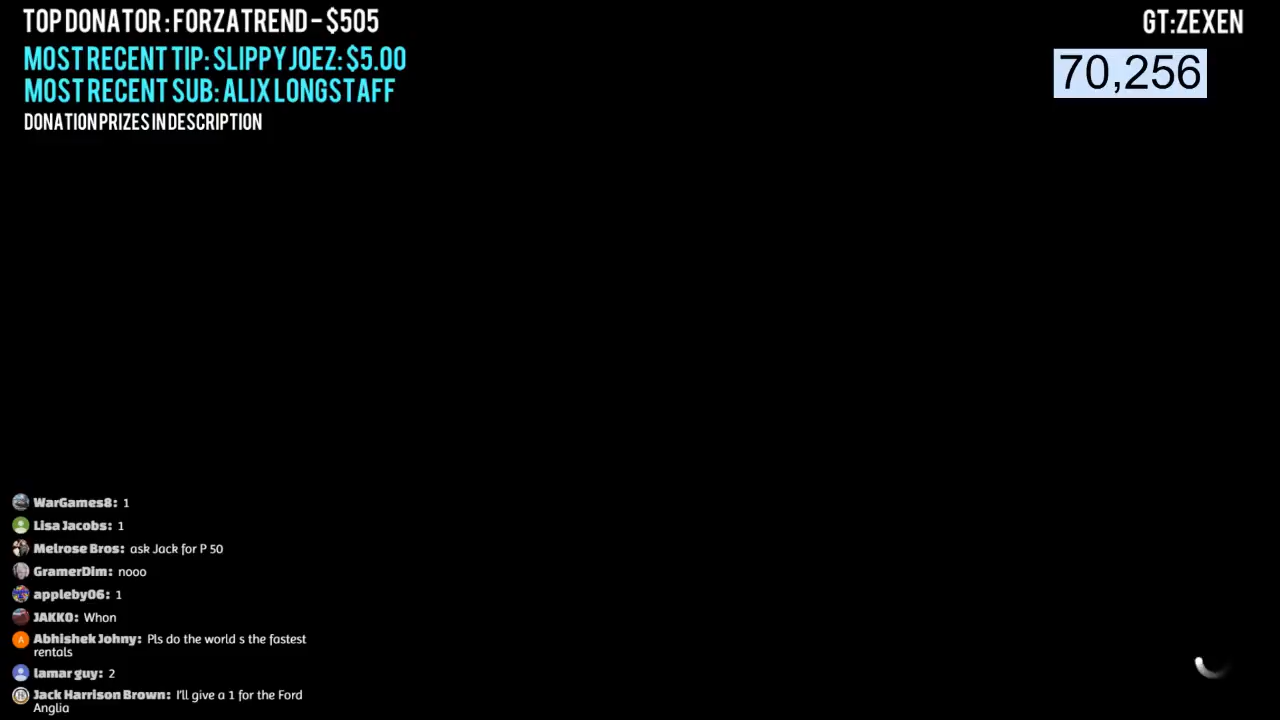 TOP DONATOR : FORZATREND - $505
GT:ZEXEN
MOST RECENT TIP: SLIPPY JOEZ: $5.00
70,256
MOST RECENT SUB: ALIX LONGSTAFF
DONATION PRIZES IN DESCRIPTION
WarGames8: 1
Lisa Jacobs: 1
Melrose Bros: ask Jack for P 50
GramerDim: nooo
appleby06: 1
JAKKO: Whon
A Abhishek Johny: Pls do the world s the fastest
rentals
lamar guy: 2
Jack Harrison Brown: I'll give a 1 for the Ford
Anglia